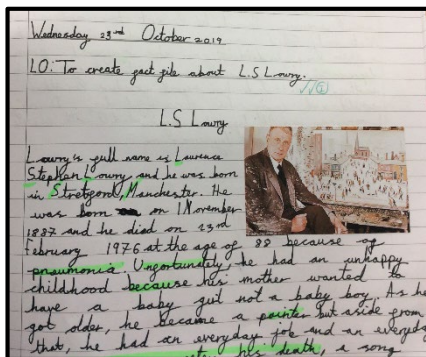 Wednesday 23rd October 2019
LO: To create fact file about L.S Lowry.
L.S Lowry
Lowry's full name is Laurence
Stephen Lowry and he was born
in Stretford, Manchester. He
was born on 1 November
1887 and he died on 23rd
February 1976 at the age of 88 because of
pneumonia. Unfortunately, he had an unhappy
childhood because his mother wanted to
have a baby girl not a baby boy. As he
got older, he became a painter but aside from
that, he had an everyday job and an everyday
his death, a song